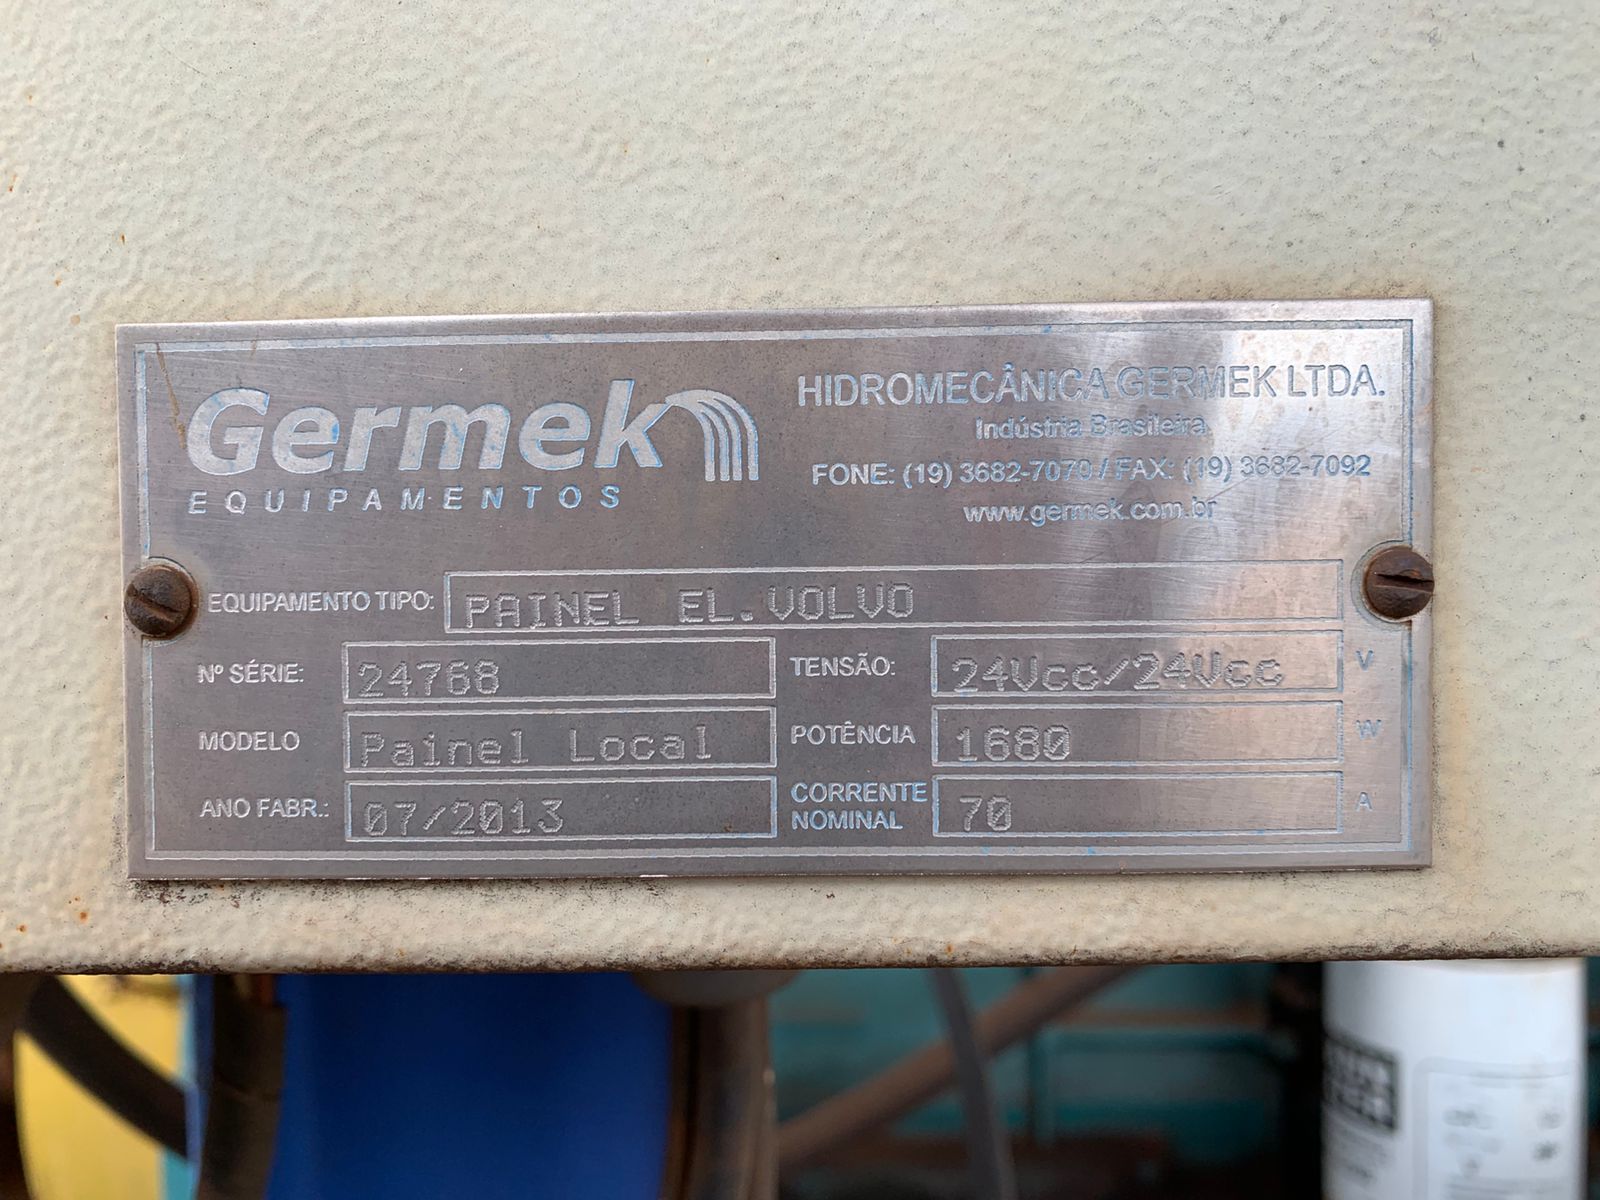 Germek
EQUIPAMENTOS
HIDROMECÂNICA GERMEK LTDA.
Indústria Brasileira
FONE: (19) 3682-7070 / FAX: (19) 3682-7092
www.germek.com.br
EQUIPAMENTO TIPO: PAINEL EL.VOLVO
Nº SÉRIE: 24768
TENSÃO: 24Vcc/24Vcc V
MODELO Painel Local
POTÊNCIA 1680 W
ANO FABR.: 07/2013
CORRENTE
NOMINAL 70 A